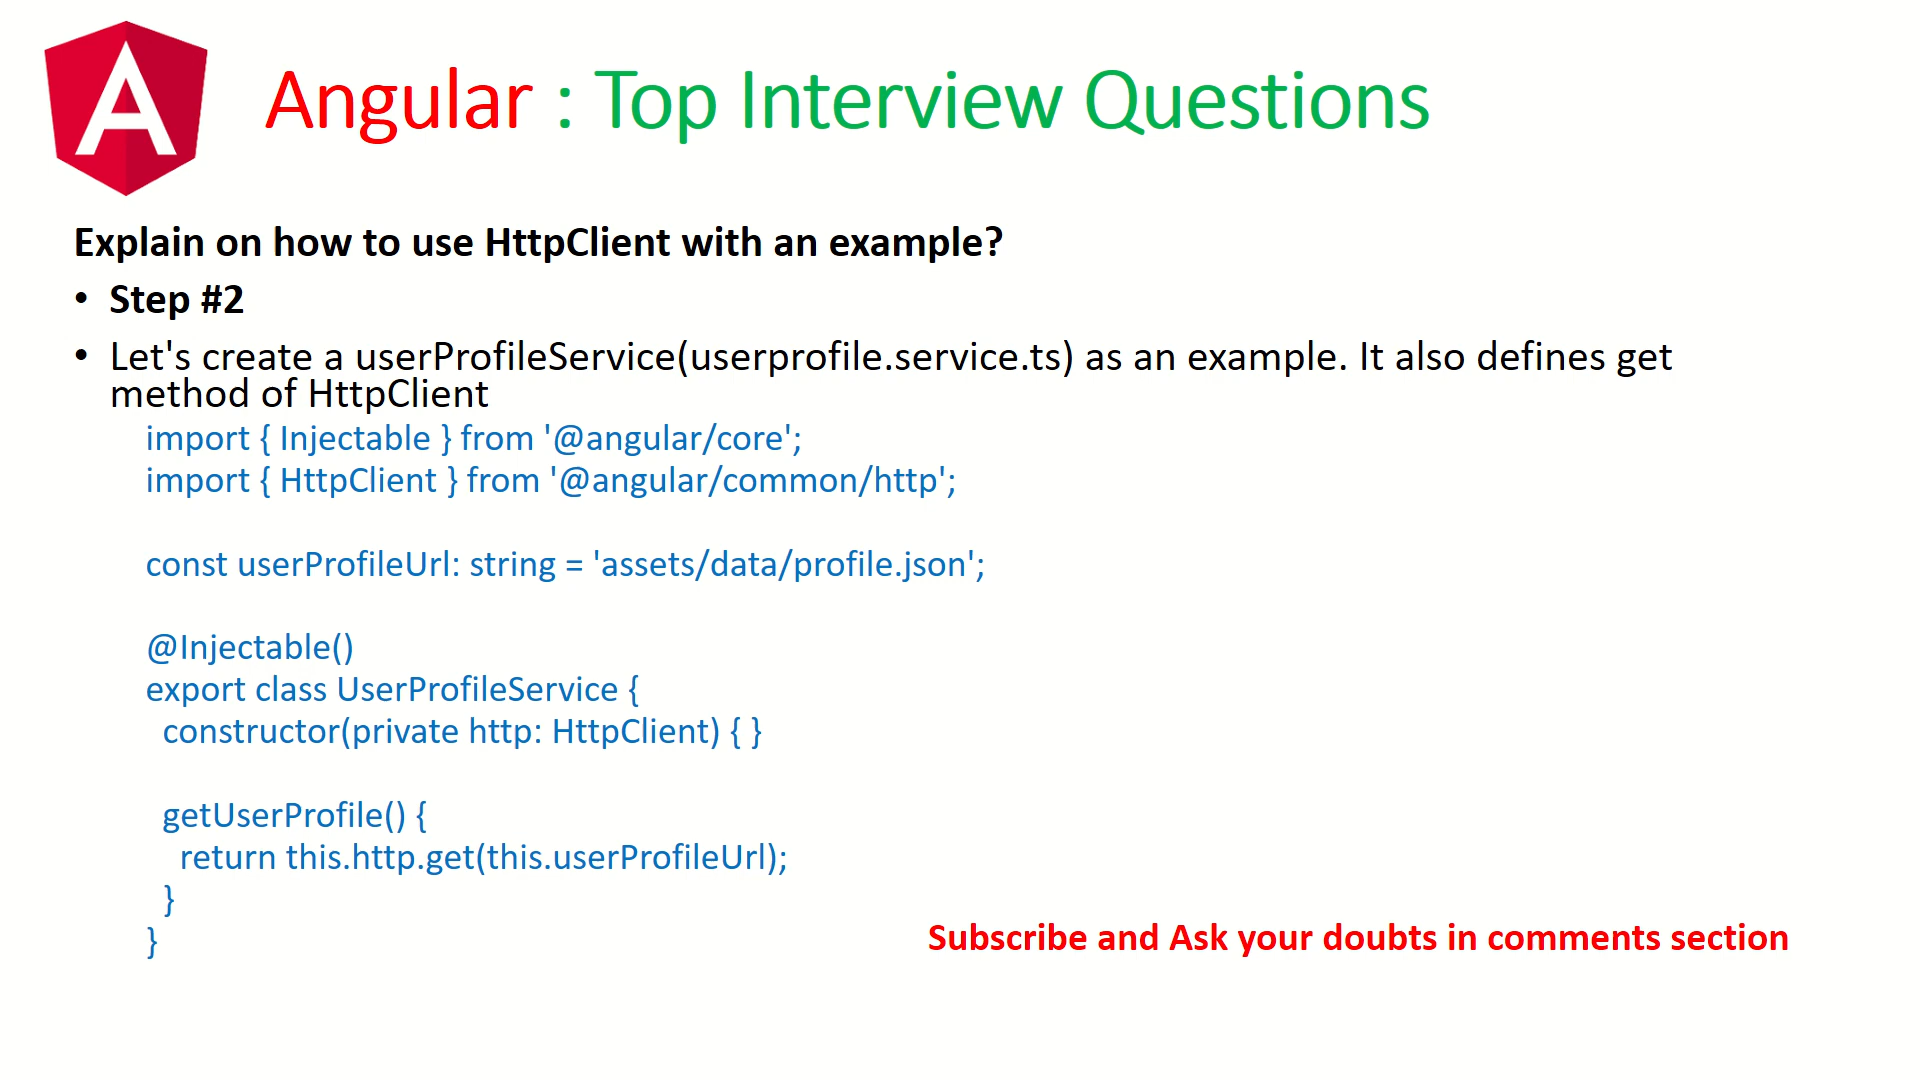 Angular : Top Interview Questions
Explain on how to use HttpClient with an example?
• Step #2
• Let's create a userProfileService(userprofile.service.ts) as an example. It also defines get
method of HttpClient
import { Injectable } from '@angular/core';
import { HttpClient } from '@angular/common/http';
const userProfileUrl: string = 'assets/data/profile.json';
@Injectable()
export class UserProfileService {
constructor(private http: HttpClient) { }
getUserProfile() {
return this.http.get(this.userProfileUrl);
}
}
Subscribe and Ask your doubts in comments section